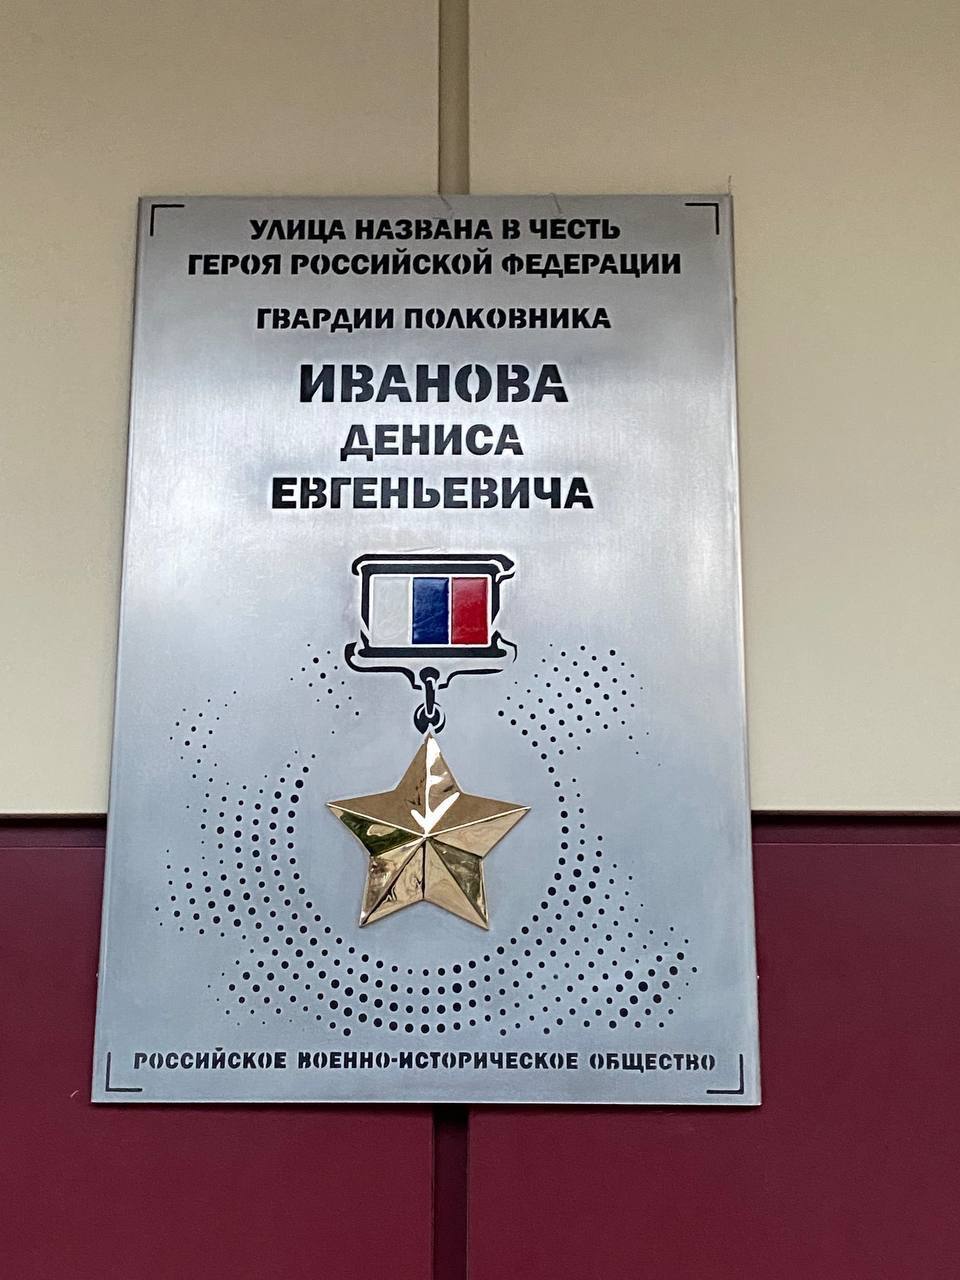 УЛИЦА НАЗВАНА В ЧЕСТЬ
ГЕРОЯ РОССИЙСКОЙ ФЕДЕРАЦИИ
ГВАРДИИ ПОЛКОВНИКА
ИВАНОВА
ДЕНИСА
ЕВГЕНЬЕВИЧА
РОССИЙСКОЕ ВОЕННО-ИСТОРИЧЕСКОЕ ОБЩЕСТВО